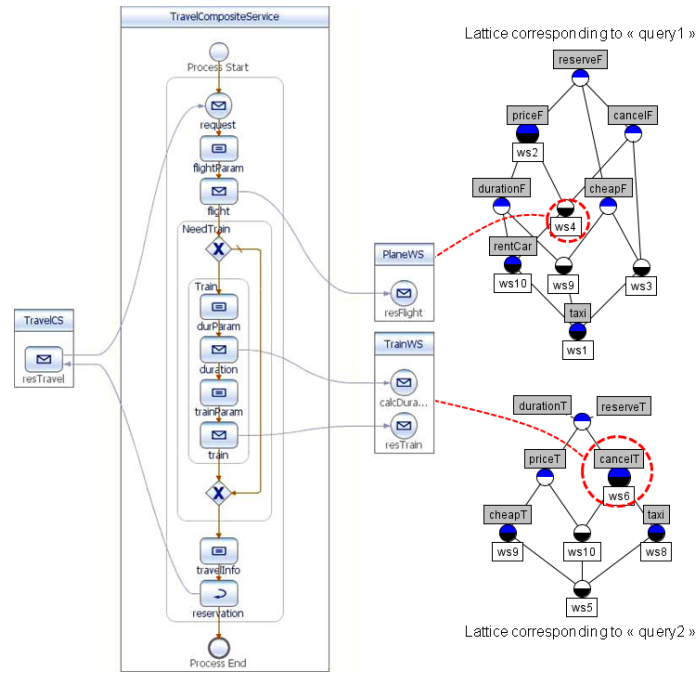 TravelCompositeService
Process Start
request
flightParam
flight
NeedTrain
X
Train
durParam
duration
trainParam
train
X
travelInfo
reservation
Process End
TravelCS
resTravel
PlaneWS
resFlight
TrainWS
calcDura...
resTrain
Lattice corresponding to « query1 »
reserveF
priceF
cancelF
ws2
durationF
cheapF
ws4
rentCar
ws10
ws9
ws3
taxi
ws1
durationT
reserveT
priceT
cancelT
ws6
cheapT
taxi
ws9
ws10
ws8
ws5
Lattice corresponding to « query2 »